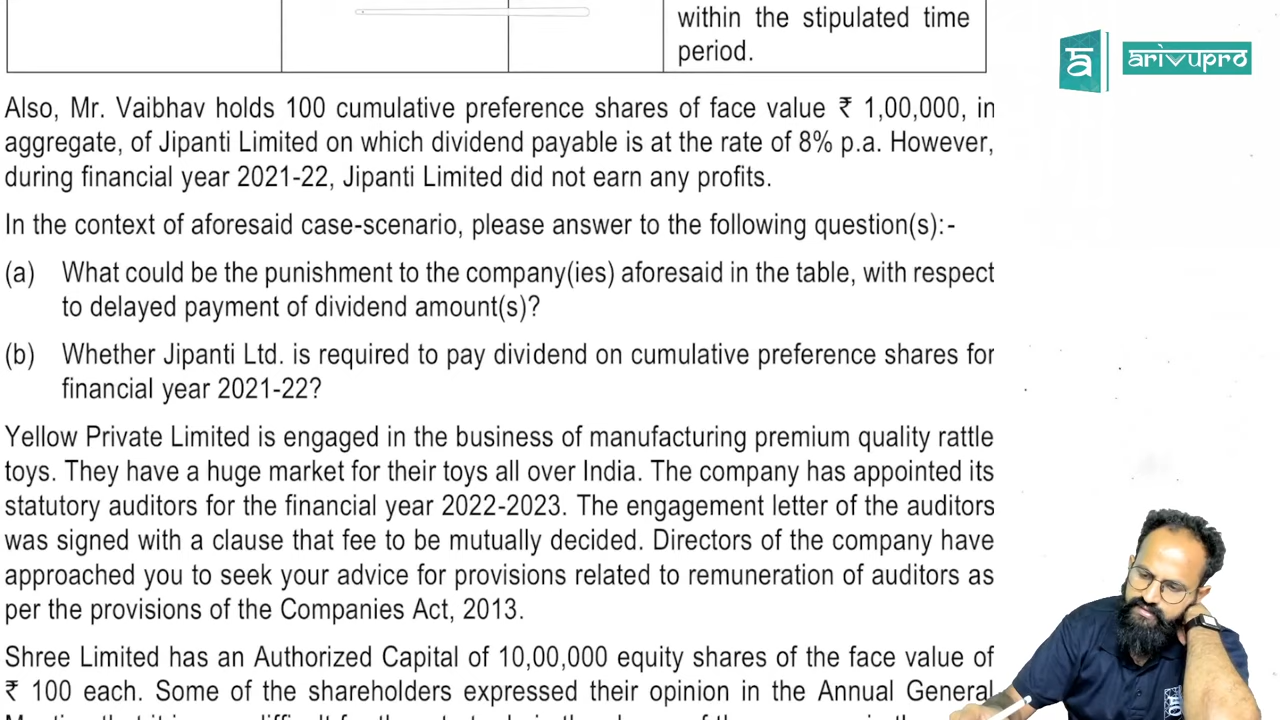 within the stipulated time
period.
ā arivupro
Also, Mr. Vaibhav holds 100 cumulative preference shares of face value ₹ 1,00,000, in
aggregate, of Jipanti Limited on which dividend payable is at the rate of 8% p.a. However,
during financial year 2021-22, Jipanti Limited did not earn any profits.
In the context of aforesaid case-scenario, please answer to the following question(s):-
(a) What could be the punishment to the company(ies) aforesaid in the table, with respect
to delayed payment of dividend amount(s)?
(b) Whether Jipanti Ltd. is required to pay dividend on cumulative preference shares for
financial year 2021-22?
Yellow Private Limited is engaged in the business of manufacturing premium quality rattle
toys. They have a huge market for their toys all over India. The company has appointed its
statutory auditors for the financial year 2022-2023. The engagement letter of the auditors
was signed with a clause that fee to be mutually decided. Directors of the company have
approached you to seek your advice for provisions related to remuneration of auditors as
per the provisions of the Companies Act, 2013.
Shree Limited has an Authorized Capital of 10,00,000 equity shares of the face value of
₹ 100 each. Some of the shareholders expressed their opinion in the Annual General